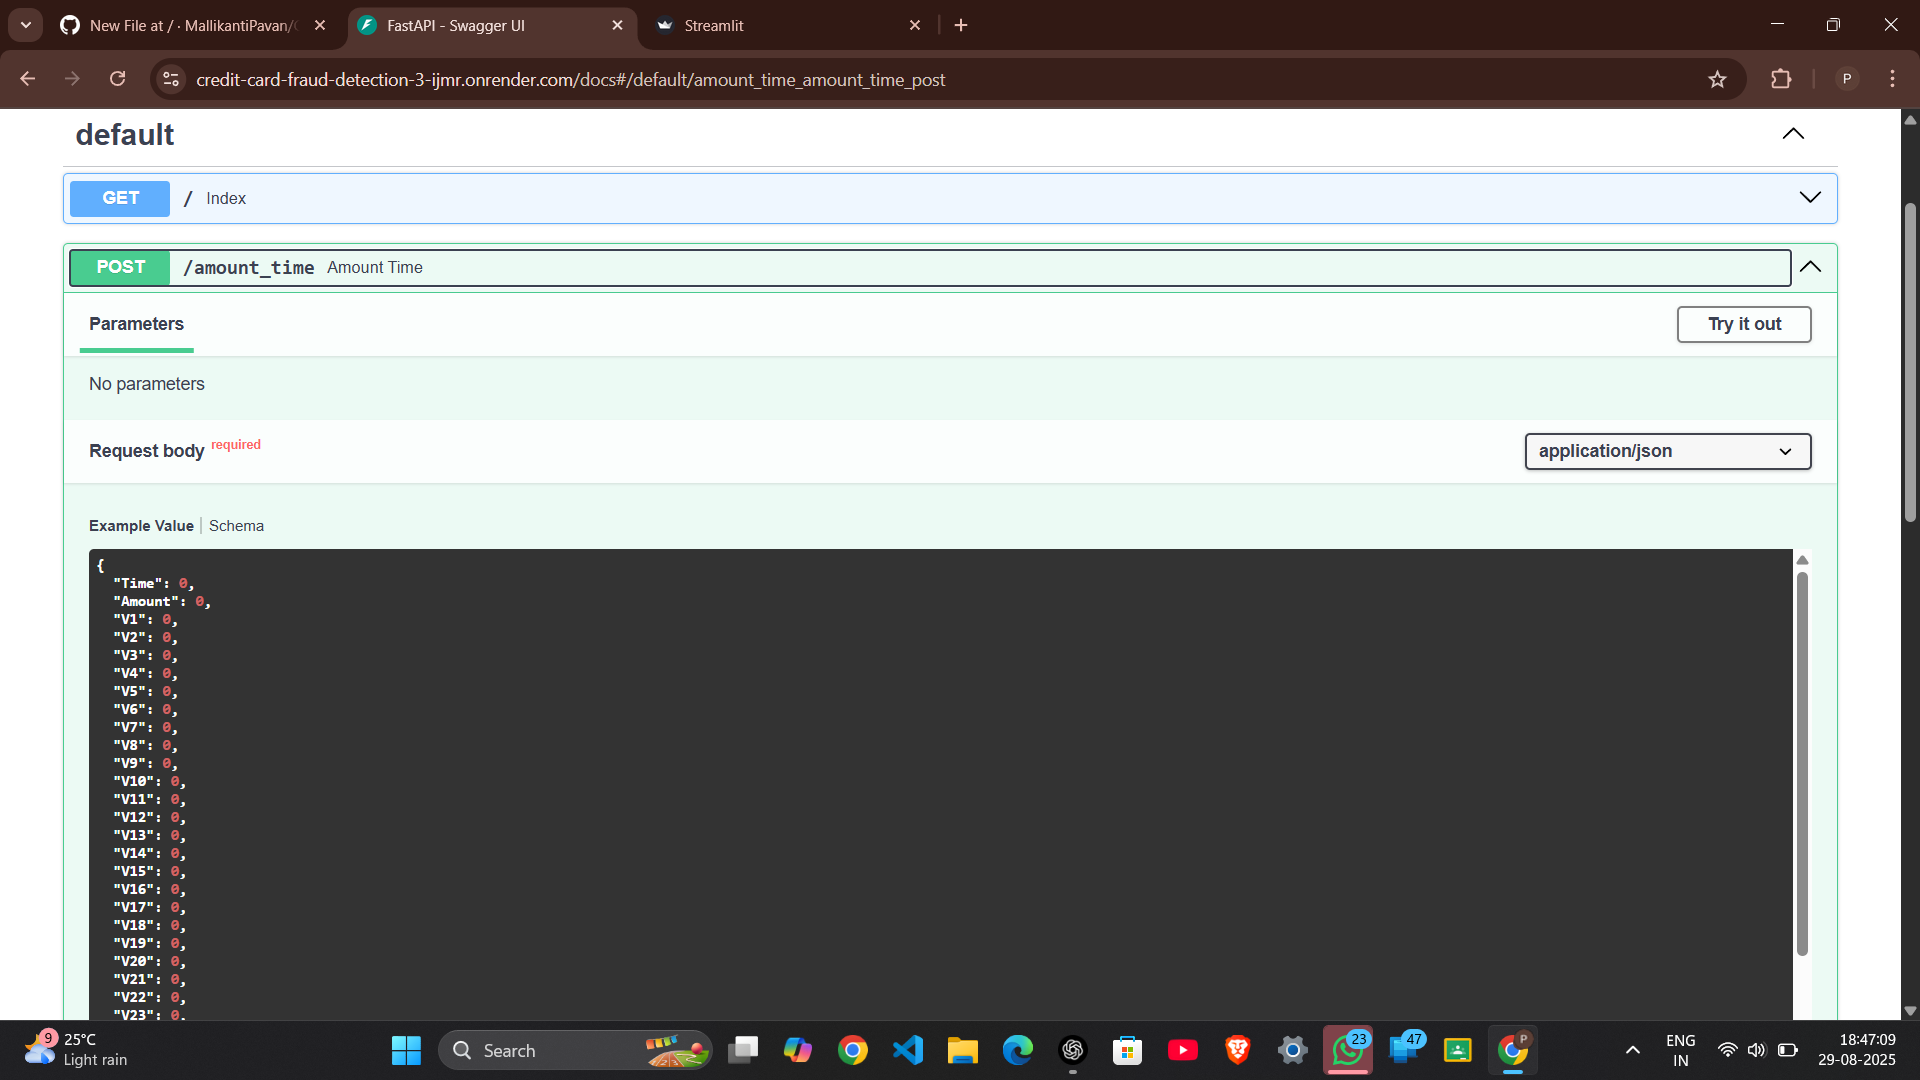 New File at / · MallikantiPavan/
FastAPI - Swagger UI
Streamlit
credit-card-fraud-detection-3-ijmr.onrender.com/docs#/default/amount_time_amount_time_post
P
default
GET / Index
POST /amount_time Amount Time
Parameters
Try it out
No parameters
Request body required
application/json
Example Value | Schema
{
"Time": 0,
"Amount": 0,
"V1": 0,
"V2": 0,
"V3": 0,
"V4": 0,
"V5": 0,
"V6": 0,
"V7": 0,
"V8": 0,
"V9": 0,
"V10": 0,
"V11": 0,
"V12": 0,
"V13": 0,
"V14": 0,
"V15": 0,
"V16": 0,
"V17": 0,
"V18": 0,
"V19": 0,
"V20": 0,
"V21": 0,
"V22": 0,
"V23": 0,
9
25°C
Light rain
Search
23
47
P
ENG
IN
18:47:09
29-08-2025